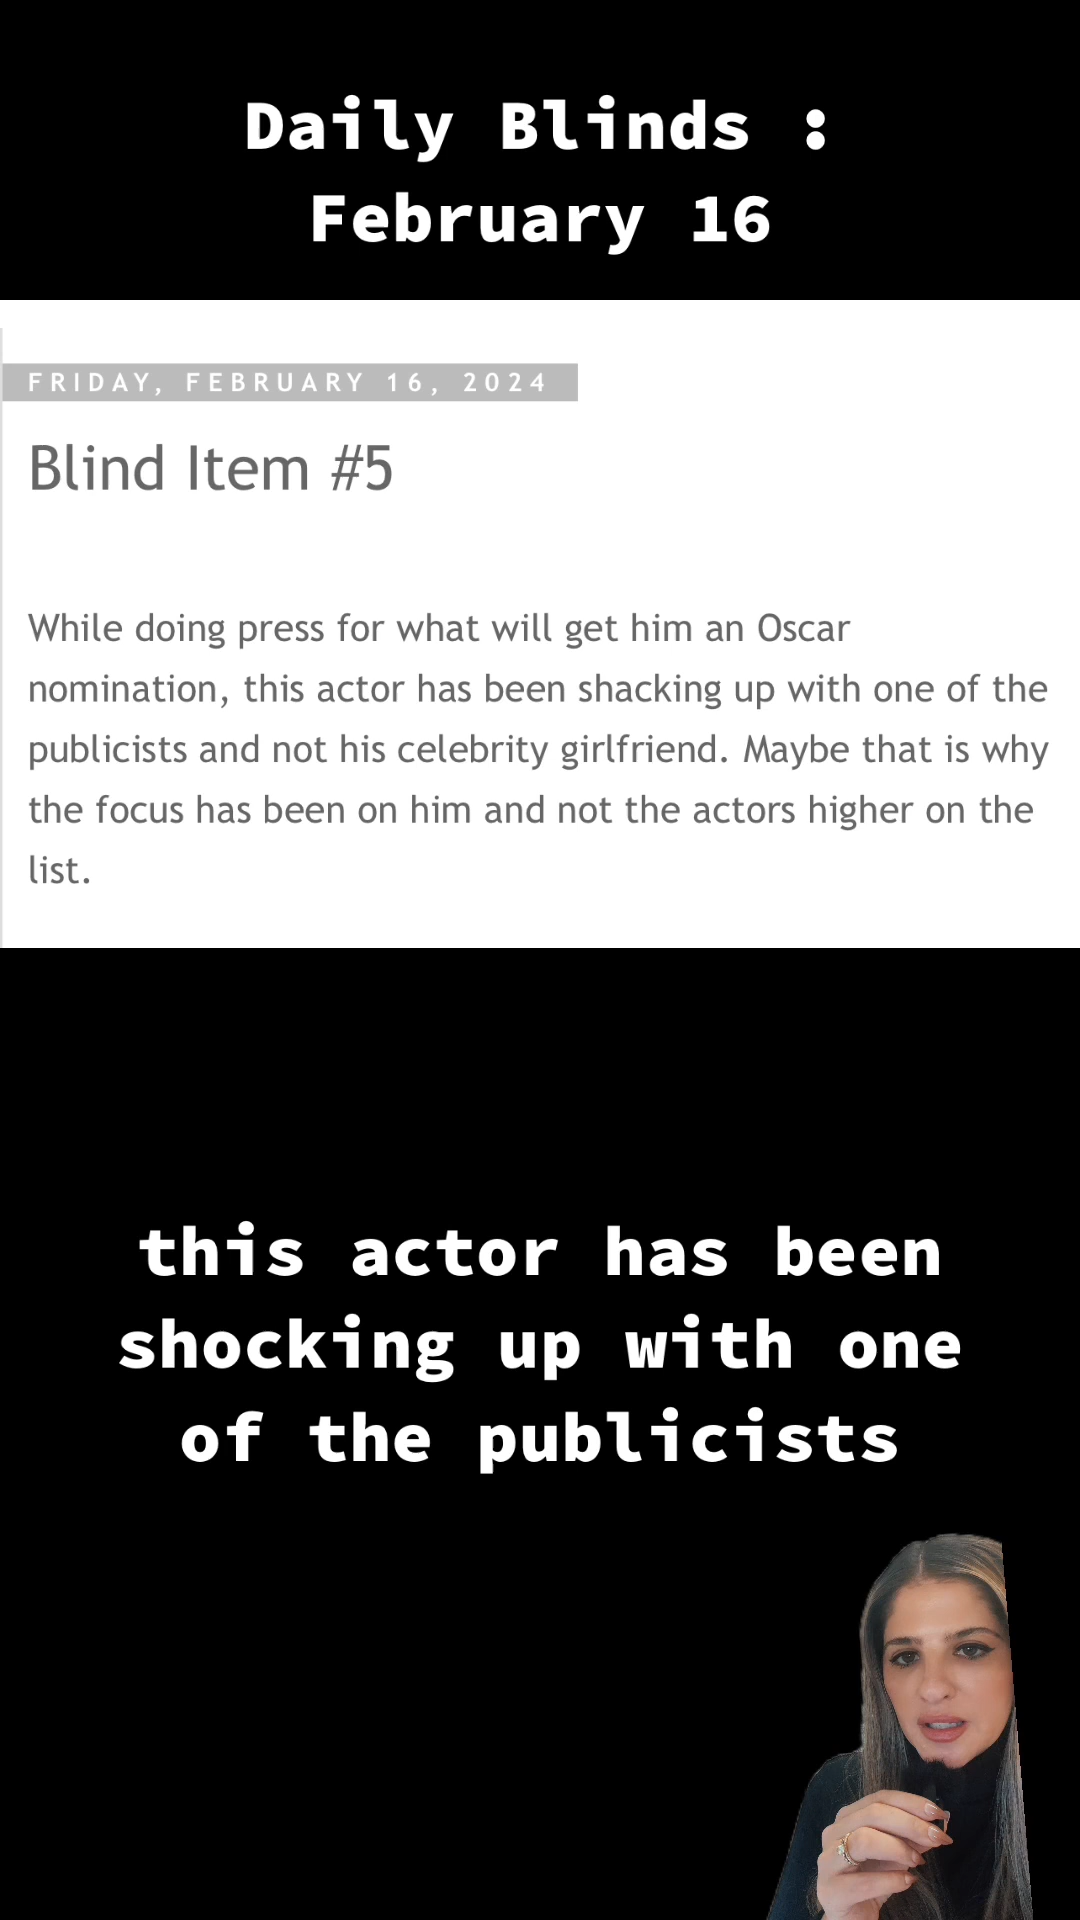 Daily Blinds :
February 16
FRIDAY, FEBRUARY 16, 2024
Blind Item #5
While doing press for what will get him an Oscar
nomination, this actor has been shacking up with one of the
publicists and not his celebrity girlfriend. Maybe that is why
the focus has been on him and not the actors higher on the
list.
this actor has been
shocking up with one
of the publicists